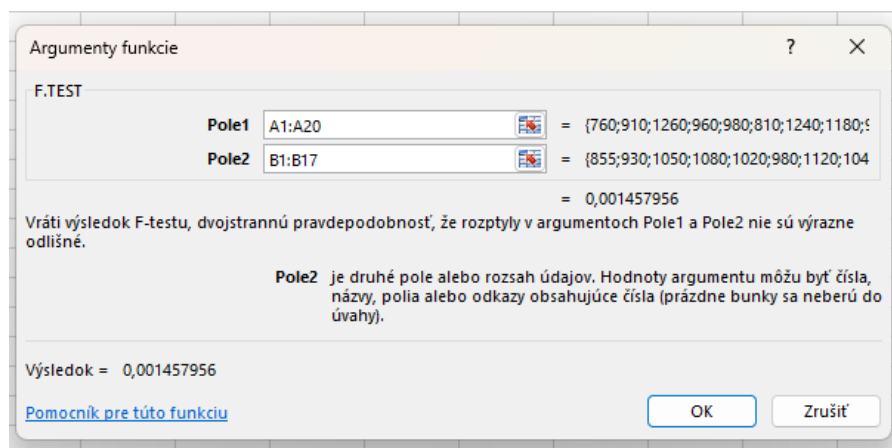 Argumenty funkcie ? ×
F.TEST
Pole1 A1:A20 = {760;910;1260;960;980;810;1240;1180;9
Pole2 B1:B17 = {855;930;1050;1080;1020;980;1120;104
= 0,001457956
Vráti výsledok F-testu, dvojstrannú pravdepodobnosť, že rozptyly v argumentoch Pole1 a Pole2 nie sú výrazne
odlišné.
Pole2 je druhé pole alebo rozsah údajov. Hodnoty argumentu môžu byť čísla,
názvy, polia alebo odkazy obsahujúce čísla (prázdne bunky sa neberú do
úvahy).
Výsledok = 0,001457956
Pomocník pre túto funkciu OK Zrušiť